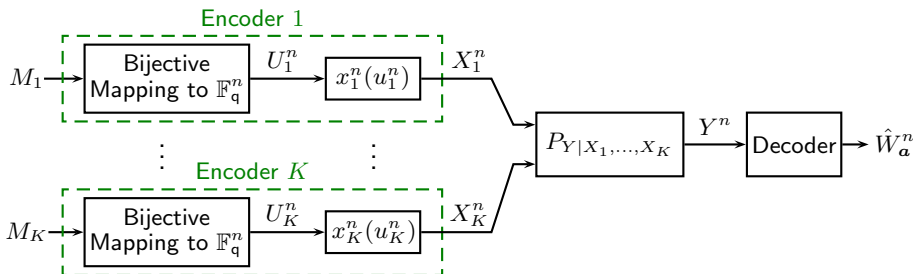 Encoder 1
M_1
Bijective
Mapping to 𝔽_q^n
U_1^n
x_1^n(u_1^n)
X_1^n
⋮ ⋮
P_{Y|X_1,...,X_K}
Y^n
Decoder
Ŵ_a^n
Encoder K
M_K
Bijective
Mapping to 𝔽_q^n
U_K^n
x_K^n(u_K^n)
X_K^n